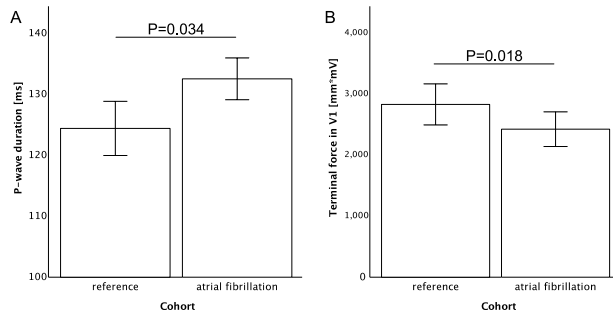 A
P=0.034
P-wave duration [ms]
140
130
120
110
100
reference
atrial fibrillation
Cohort
B
P=0.018
Terminal force in V1 [mm*mV]
4,000
3,000
2,000
1,000
0
reference
atrial fibrillation
Cohort